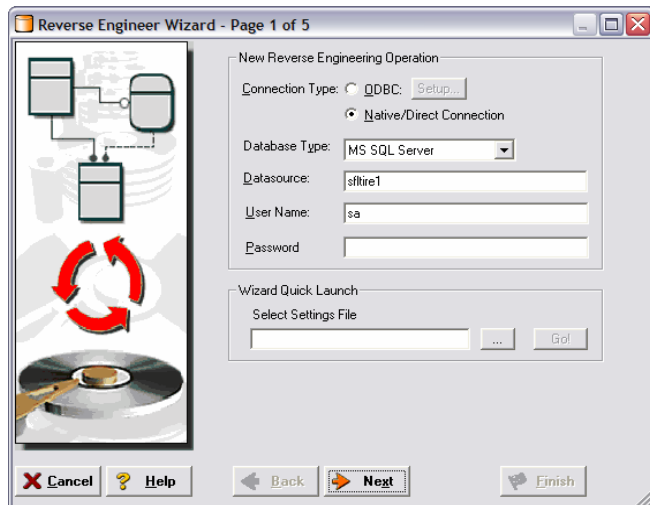 Reverse Engineer Wizard - Page 1 of 5
New Reverse Engineering Operation
Connection Type: ODBC: Setup...
Native/Direct Connection
Database Type: MS SQL Server
Datasource: sfltire1
User Name: sa
Password
Wizard Quick Launch
Select Settings File
... Go!
Cancel ? Help Back Next Finish